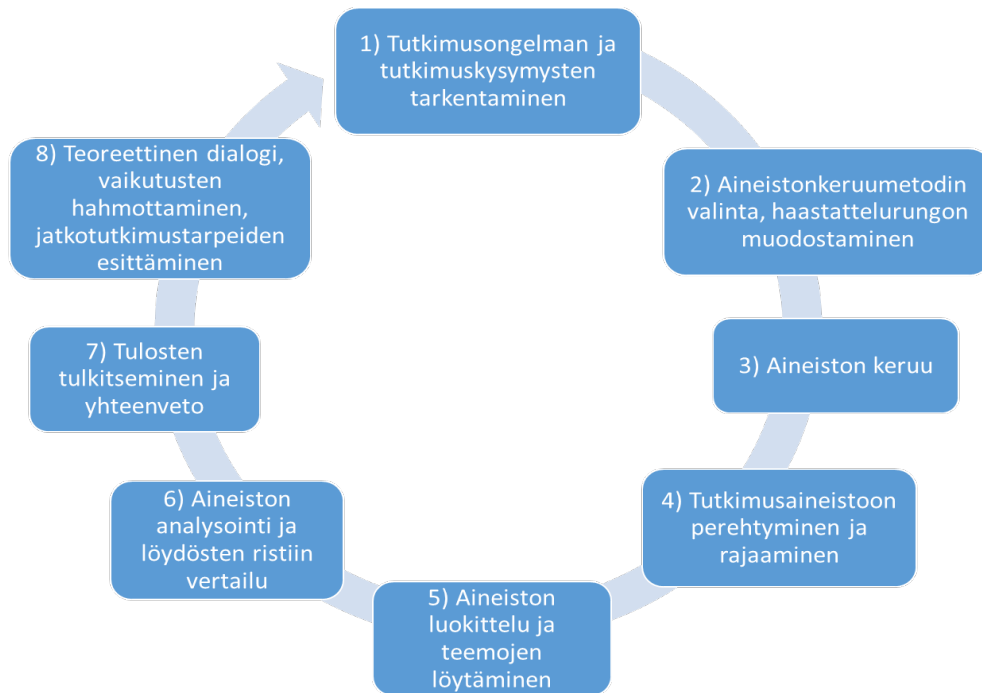 1) Tutkimusongelman ja
tutkimuskysymysten
tarkentaminen
2) Aineistonkeruumetodin
valinta, haastattelurungon
muodostaminen
3) Aineiston keruu
4) Tutkimusaineistoon
perehtyminen ja
rajaaminen
5) Aineiston
luokittelu ja
teemojen
löytäminen
6) Aineiston
analysointi ja
löydösten ristiin
vertailu
7) Tulosten
tulkitseminen ja
yhteenveto
8) Teoreettinen dialogi,
vaikutusten
hahmottaminen,
jatkotutkimustarpeiden
esittäminen